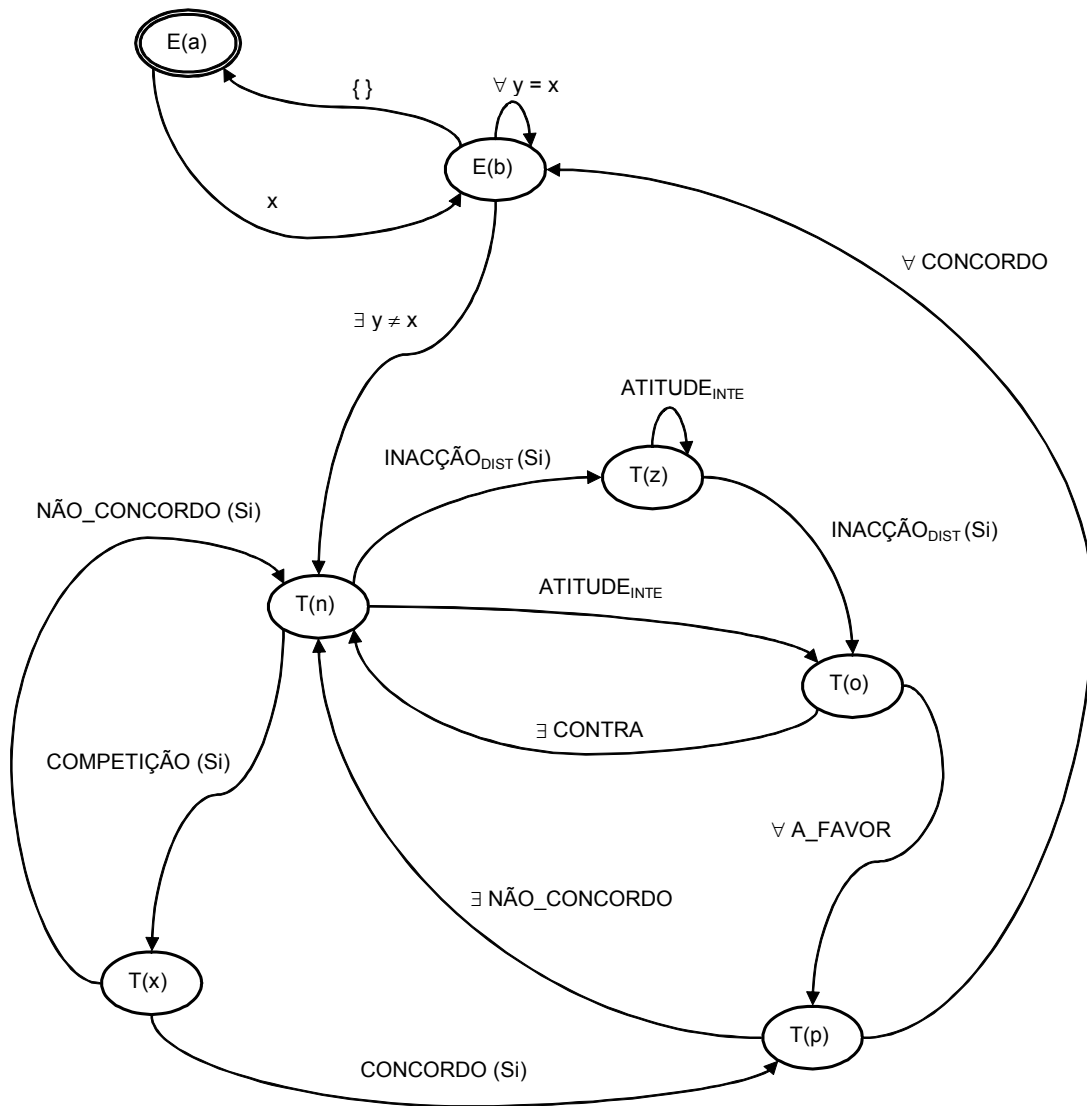 E(a)
{ }
∀ y = x
E(b)
x
∀ CONCORDO
∃ y ≠ x
ATITUDE_INTE
INACÇÃO_DIST (Si)
T(z)
NÃO_CONCORDO (Si)
INACÇÃO_DIST (Si)
ATITUDE_INTE
T(n)
T(o)
∃ CONTRA
COMPETIÇÃO (Si)
∀ A_FAVOR
∃ NÃO_CONCORDO
T(x)
T(p)
CONCORDO (Si)